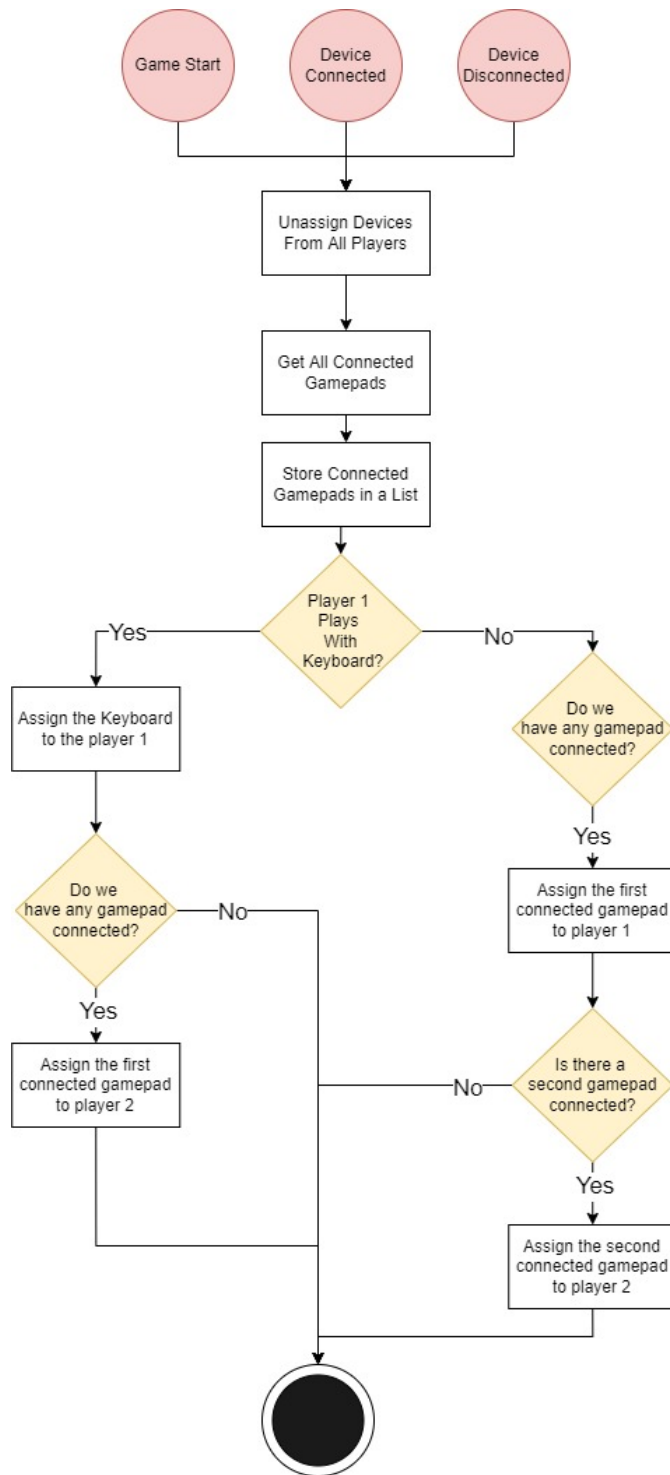 Game Start
Device
Connected
Device
Disconnected
Unassign Devices
From All Players
Get All Connected
Gamepads
Store Connected
Gamepads in a List
Player 1
Plays
With
Keyboard?
Yes
No
Assign the Keyboard
to the player 1
Do we
have any gamepad
connected?
Yes
Assign the first
connected gamepad
to player 1
Do we
have any gamepad
connected?
No
Yes
Assign the first
connected gamepad
to player 2
Is there a
second gamepad
connected?
No
Yes
Assign the second
connected gamepad
to player 2